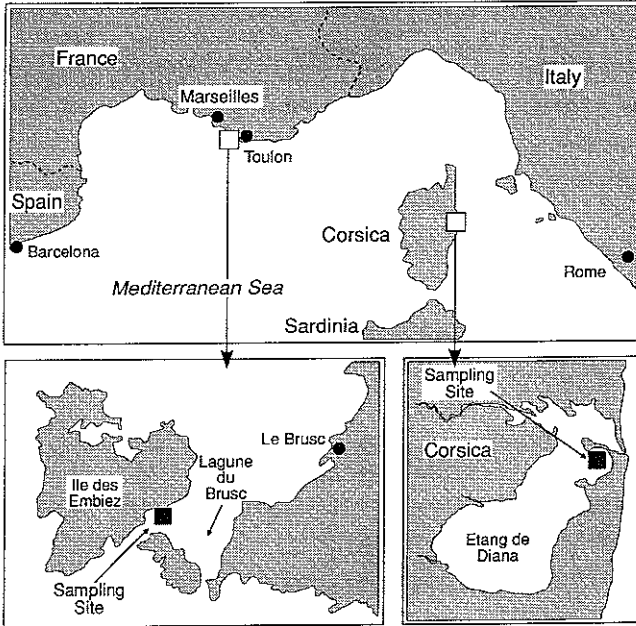 France
Italy
Marseilles
Toulon
Spain
Barcelona
Corsica
Rome
Mediterranean Sea
Sardinia
Sampling
Site
Le Brusc
Lagune
du
Brusc
Ile des
Embiez
Sampling
Site
Corsica
Etang de
Diana